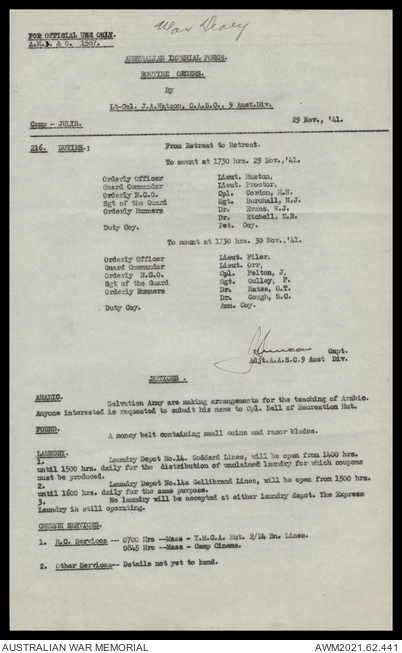 War Diary
FOR OFFICIAL USE ONLY.
AUSTRALIAN IMPERIAL FORCE.
ROUTINE ORDERS.
By
Lt-Col. J.A.Watson, C.A.S.C., 9 Aust.Div.
Camp - JULIS. 29 Nov., '41.
216. DUTIES.; From Retreat to Retreat.
To mount at 1730 hrs. 29 Nov.,'41.
Orderly Officer Lieut. Huston,
Guard Commander Lieut. Proctor,
Orderly N.C.O. Cpl. Gordon, H.H.
Sgt of the Guard Sgt. Burchall, N.J.
Orderly Runners Dr. Evans, W.J.
Dr. Etchell, H.R.
Duty Coy. Pet. Coy.
To mount at 1730 hrs. 30 Nov.,'41.
Orderly Officer Lieut. Filer,
Guard Commander Lieut. Orr,
Orderly N.C.O. Cpl. Felton, J,
Sgt of the Guard Sgt. Gulley, F.
Orderly Runners Dr. Bates, G.T.
Dr. Gough, S.C.
Duty Coy. Amn. Coy.
Capt.
Adjt.A.A.S.C.9 Aust Div.
NOTICES.
ARABIC. Salvation Army are making arrangements for the teaching of Arabic.
Anyone interested is requested to submit his name to Cpl. Bell of Recreation Hut.
FOUND. A money belt containing small coins and razor blades.
LAUNDRY.
1. Laundry Depot No.14. Goddard Lines, will be open from 1400 hrs.
until 1500 hrs. daily for the distribution of unclaimed laundry for which coupons
must be produced.
2. Laundry Depot No.14a Gellibrand Lines, will be open from 1500 hrs.
until 1600 hrs. daily for the same purpose.
3. No laundry will be accepted at either laundry depot. The Express
Laundry is still operating.
CHURCH SERVICES.
1. R.C. Services -- 0700 Hrs --Mass - Y.M.C.A. Hut. 2/24 Bn. Lines.
0845 Hrs --Mass - Camp Cinema.
2. Other Services-- Details not yet to hand.
AUSTRALIAN WAR MEMORIAL AWM2021.62.441